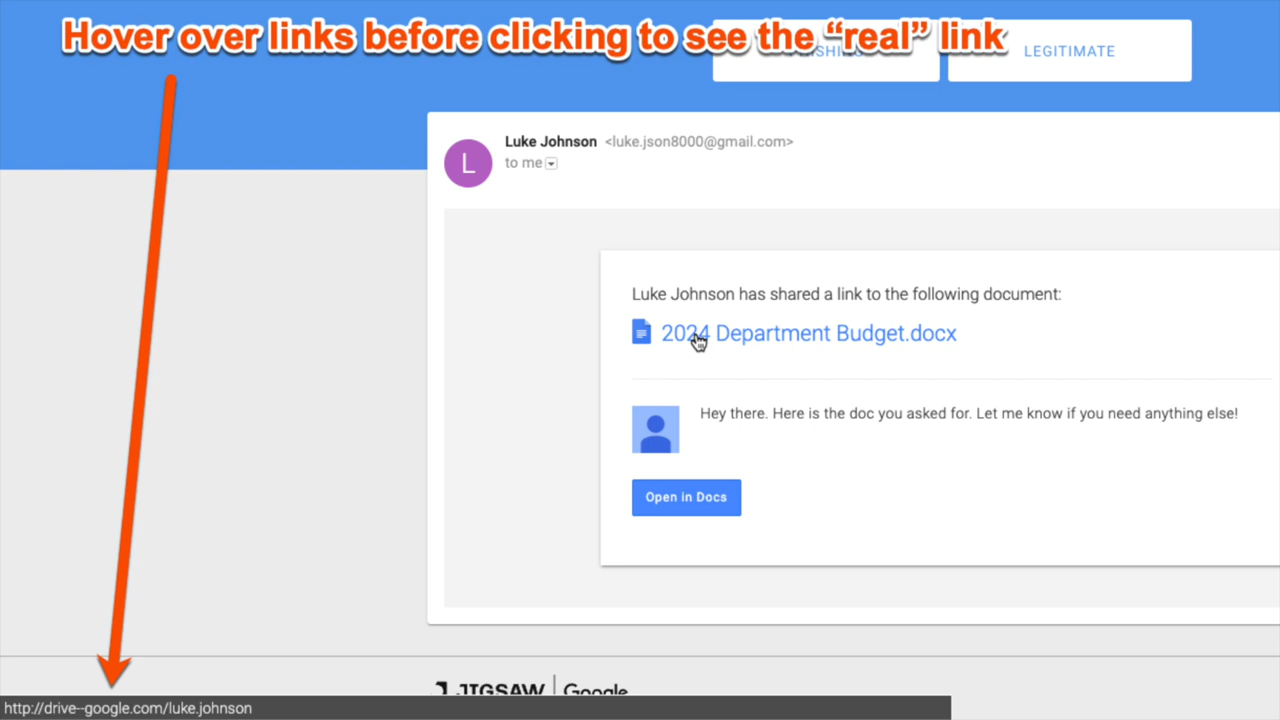 Hover over links before clicking to see the “real” link
LEGITIMATE
Luke Johnson <luke.json8000@gmail.com>
L
to me
Luke Johnson has shared a link to the following document:
2024 Department Budget.docx
Hey there. Here is the doc you asked for. Let me know if you need anything else!
Open in Docs
JIGSAW Google
http://drive--google.com/luke.johnson